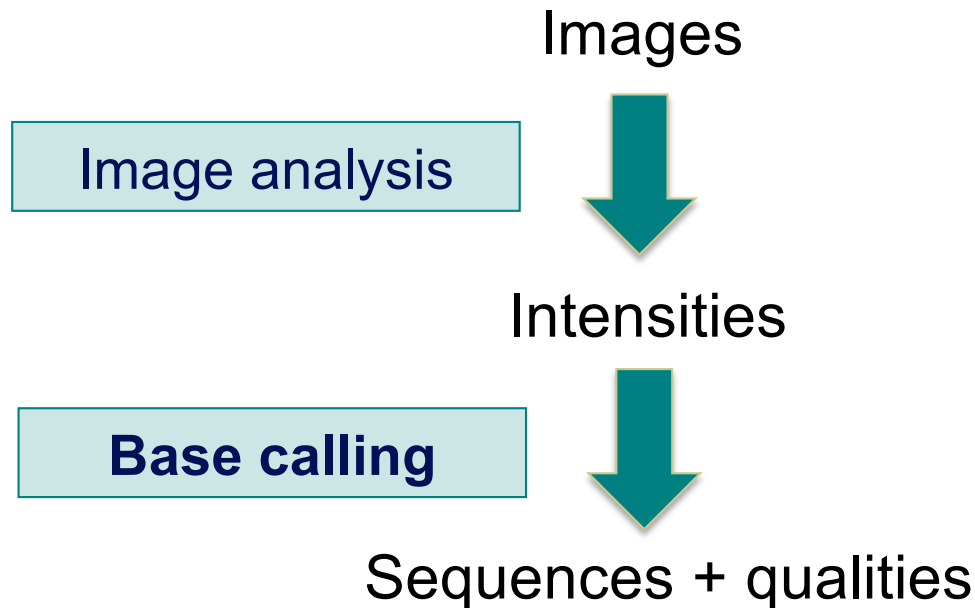 Images
Image analysis
Intensities
Base calling
Sequences + qualities